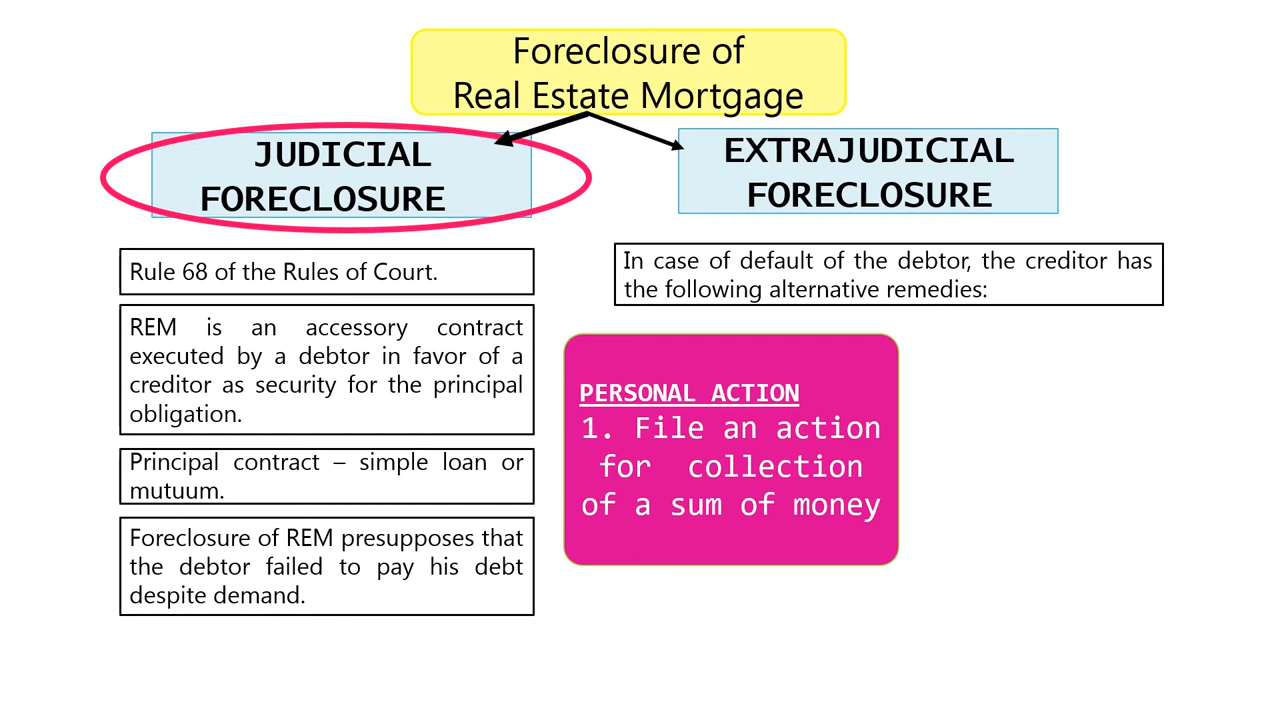 Foreclosure of
Real Estate Mortgage
JUDICIAL
FORECLOSURE
EXTRAJUDICIAL
FORECLOSURE
Rule 68 of the Rules of Court.
REM is an accessory contract
executed by a debtor in favor of a
creditor as security for the principal
obligation.
Principal contract – simple loan or
mutuum.
Foreclosure of REM presupposes that
the debtor failed to pay his debt
despite demand.
In case of default of the debtor, the creditor has
the following alternative remedies:
PERSONAL ACTION
1. File an action
for collection
of a sum of money